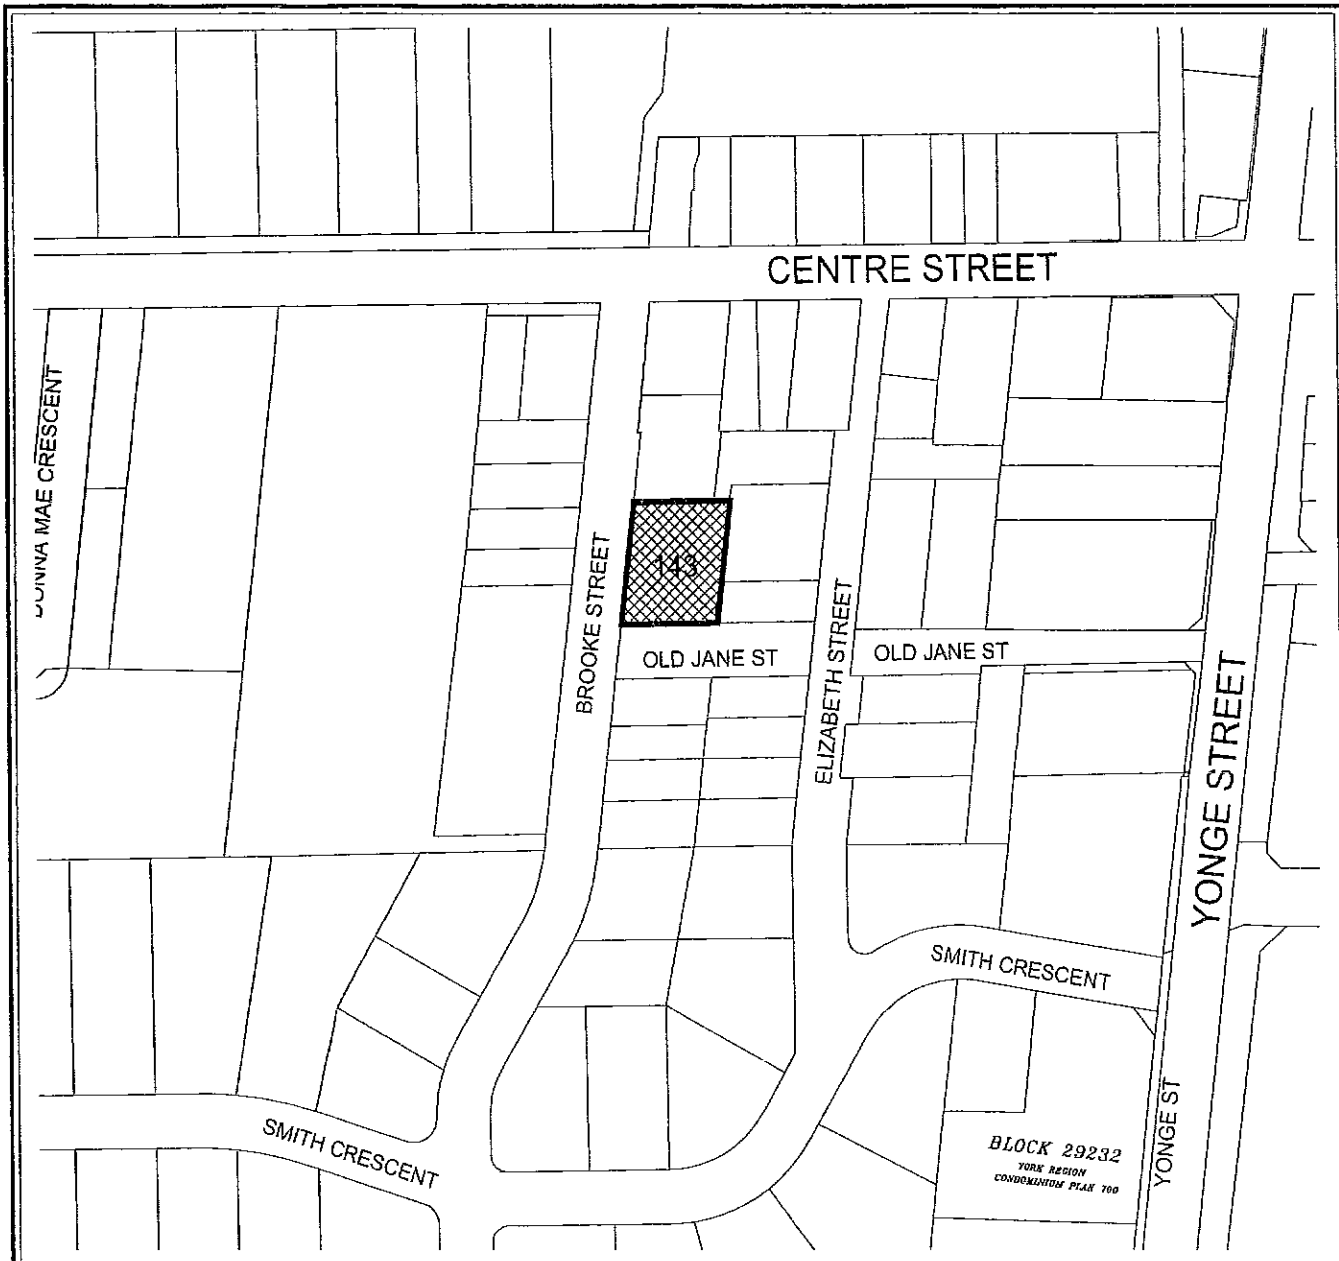 CENTRE STREET
DONNA MAE CRESCENT
BROOKE STREET
143
OLD JANE ST
ELIZABETH STREET
OLD JANE ST
YONGE STREET
SMITH CRESCENT
SMITH CRESCENT
BLOCK 29232
YORK REGION
CONDOMINIUM PLAN 700
YONGE ST